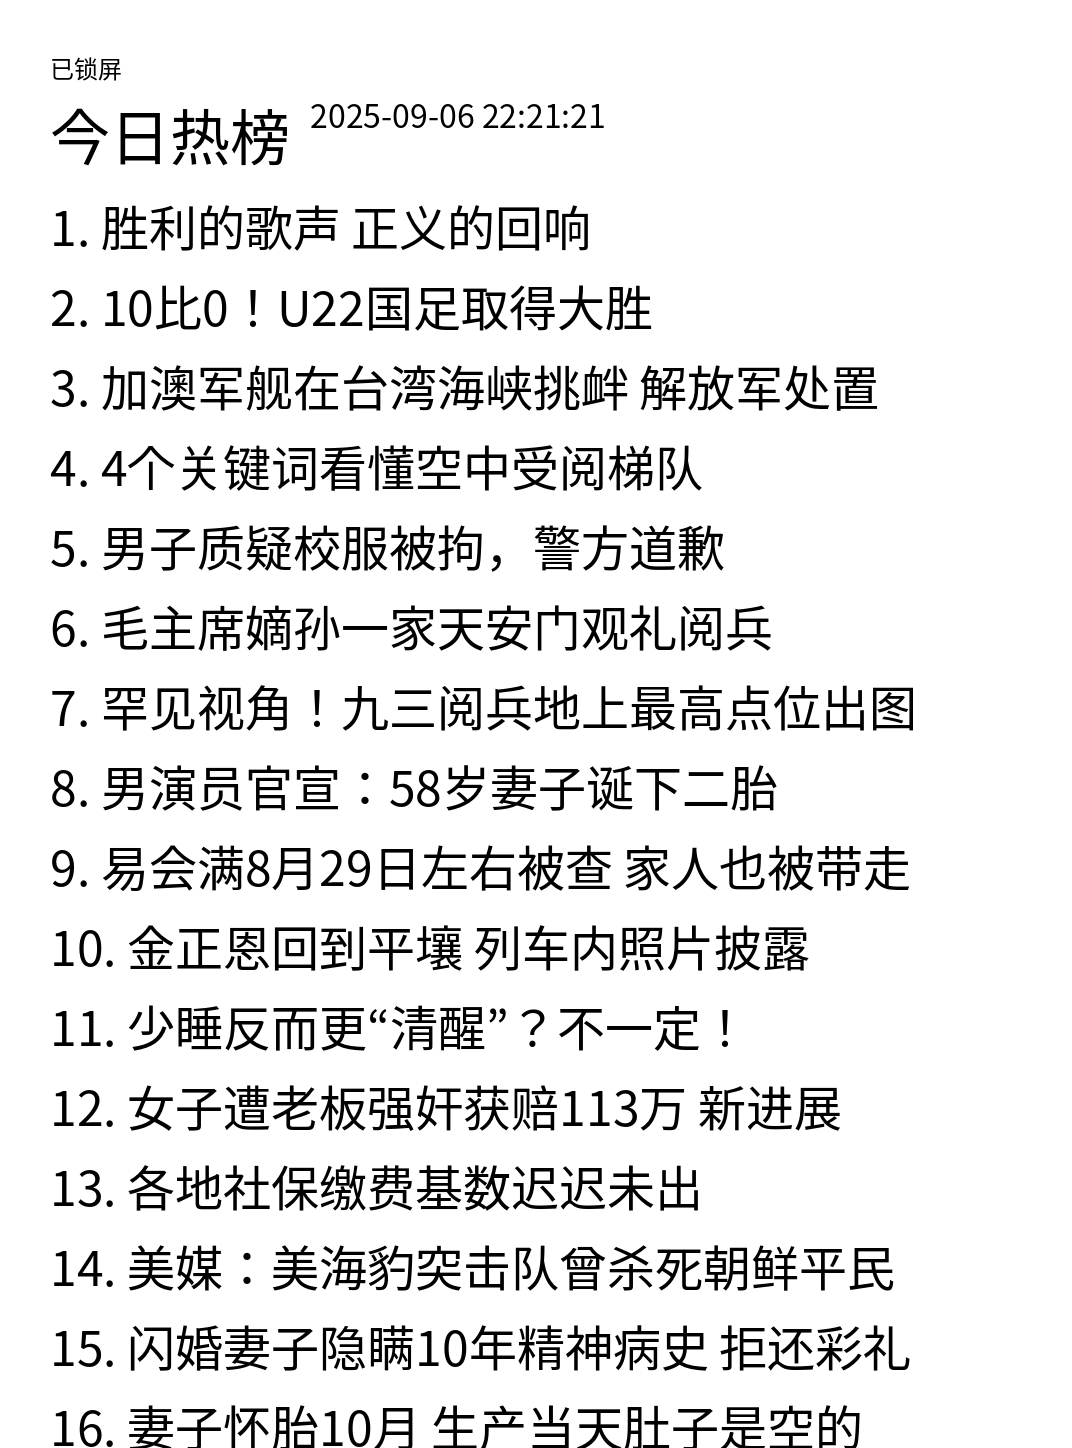 已锁屏
今日热榜 2025-09-06 22:21:21
1. 胜利的歌声 正义的回响
2. 10比0！U22国足取得大胜
3. 加澳军舰在台湾海峡挑衅 解放军处置
4. 4个关键词看懂空中受阅梯队
5. 男子质疑校服被拘，警方道歉
6. 毛主席嫡孙一家天安门观礼阅兵
7. 罕见视角！九三阅兵地上最高点位出图
8. 男演员官宣：58岁妻子诞下二胎
9. 易会满8月29日左右被查 家人也被带走
10. 金正恩回到平壤 列车内照片披露
11. 少睡反而更“清醒”？不一定！
12. 女子遭老板强奸获赔113万 新进展
13. 各地社保缴费基数迟迟未出
14. 美媒：美海豹突击队曾杀死朝鲜平民
15. 闪婚妻子隐瞒10年精神病史 拒还彩礼
16. 妻子怀胎10月 生产当天肚子是空的